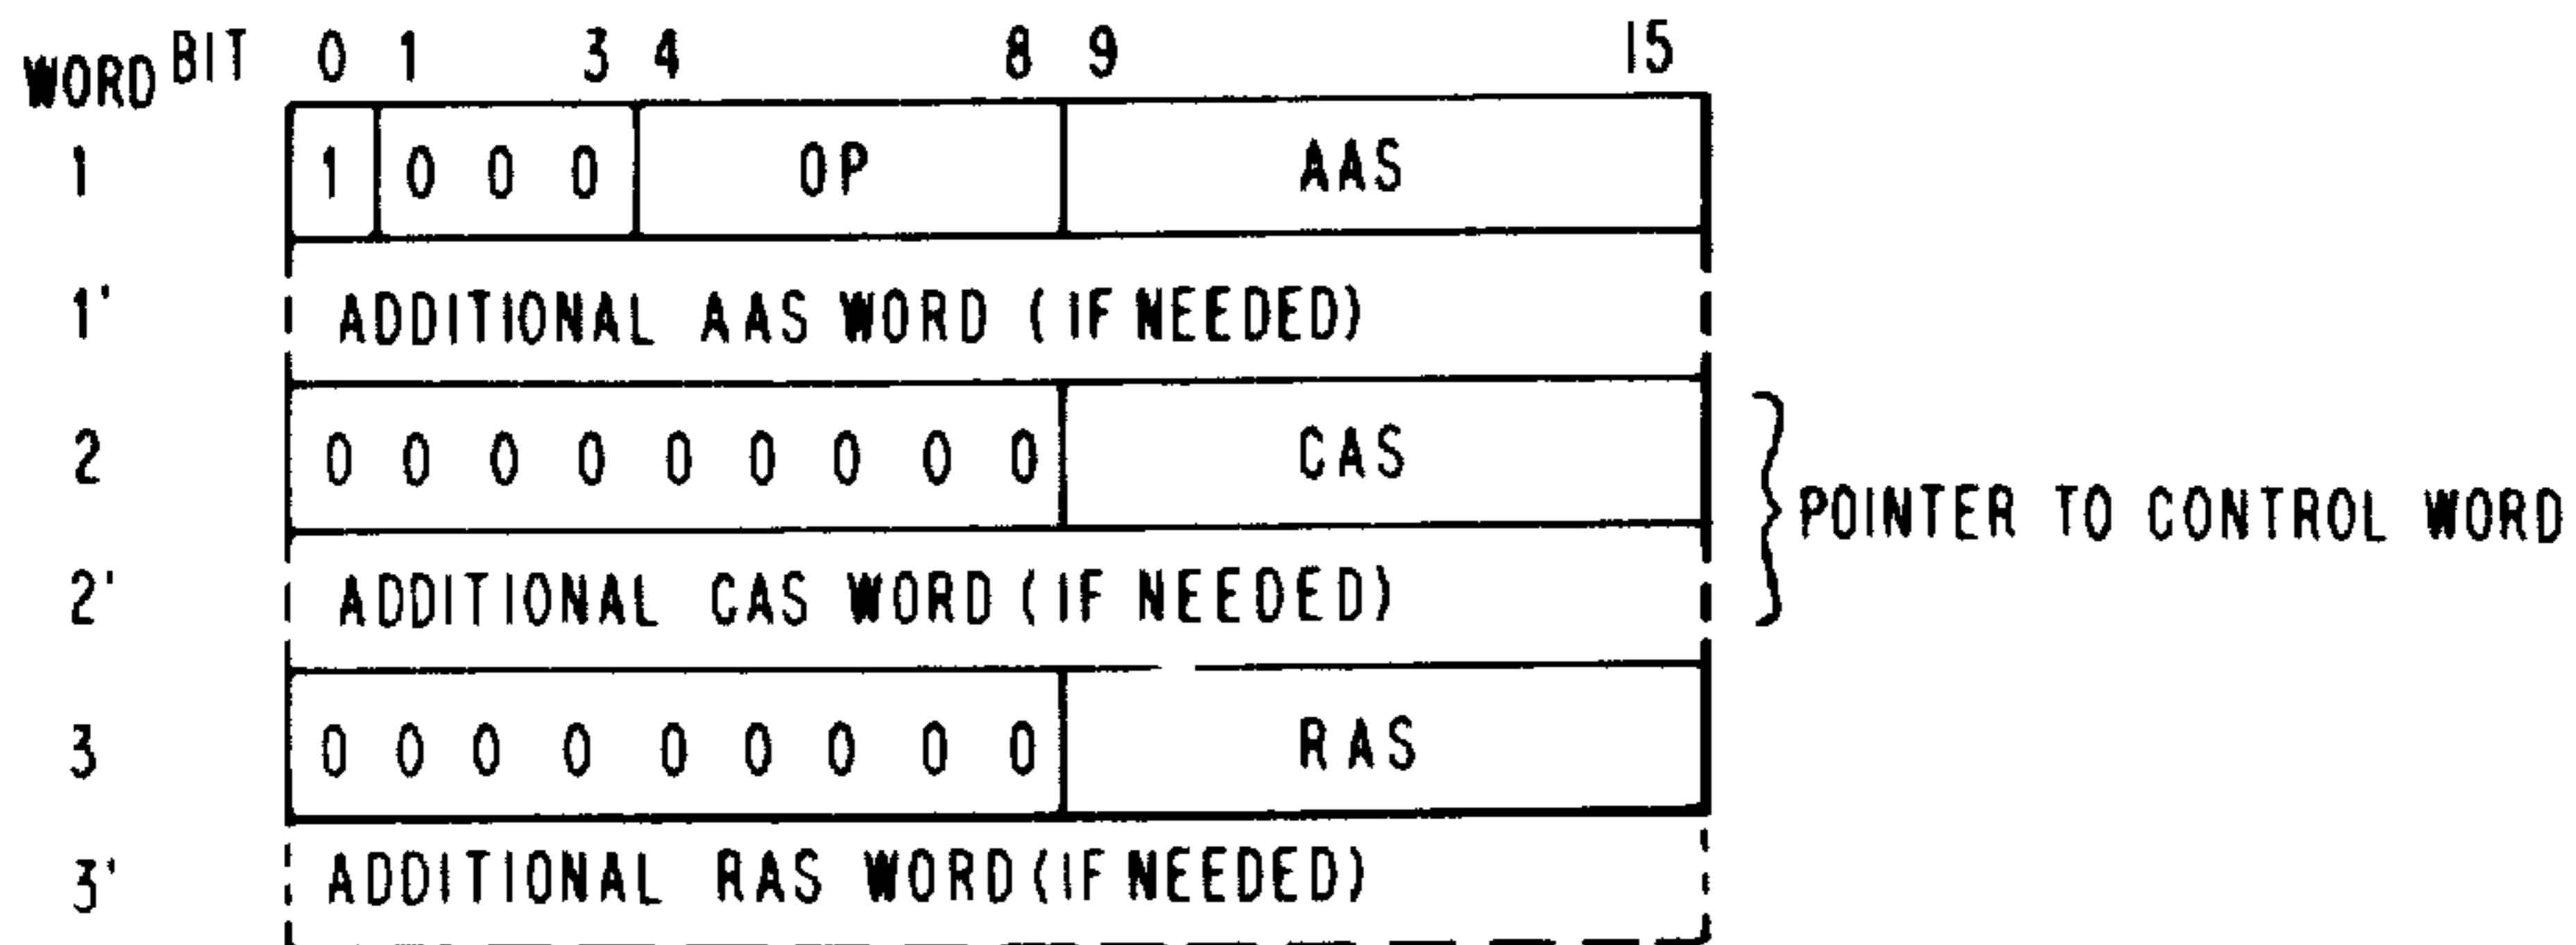 WORD BIT 0 1 3 4 8 9 15
1 1 0 0 0 OP AAS
1' ADDITIONAL AAS WORD (IF NEEDED)
2 0 0 0 0 0 0 0 0 0 CAS
POINTER TO CONTROL WORD
2' ADDITIONAL CAS WORD (IF NEEDED)
3 0 0 0 0 0 0 0 0 0 RAS
3' ADDITIONAL RAS WORD (IF NEEDED)